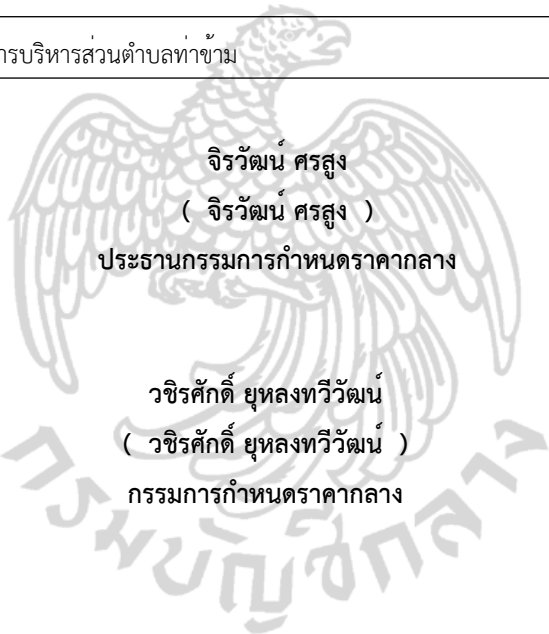 ารบริหารส่วนตำบลท่าข้าม
จิรวัฒน์ ศรสูง
( จิรวัฒน์ ศรสูง )
ประธานกรรมการกำหนดราคากลาง
วชิรศักดิ์ ยุหลงทวีวัฒน์
( วชิรศักดิ์ ยุหลงทวีวัฒน์ )
กรรมการกำหนดราคากลาง
กรมบัญชีกลาง